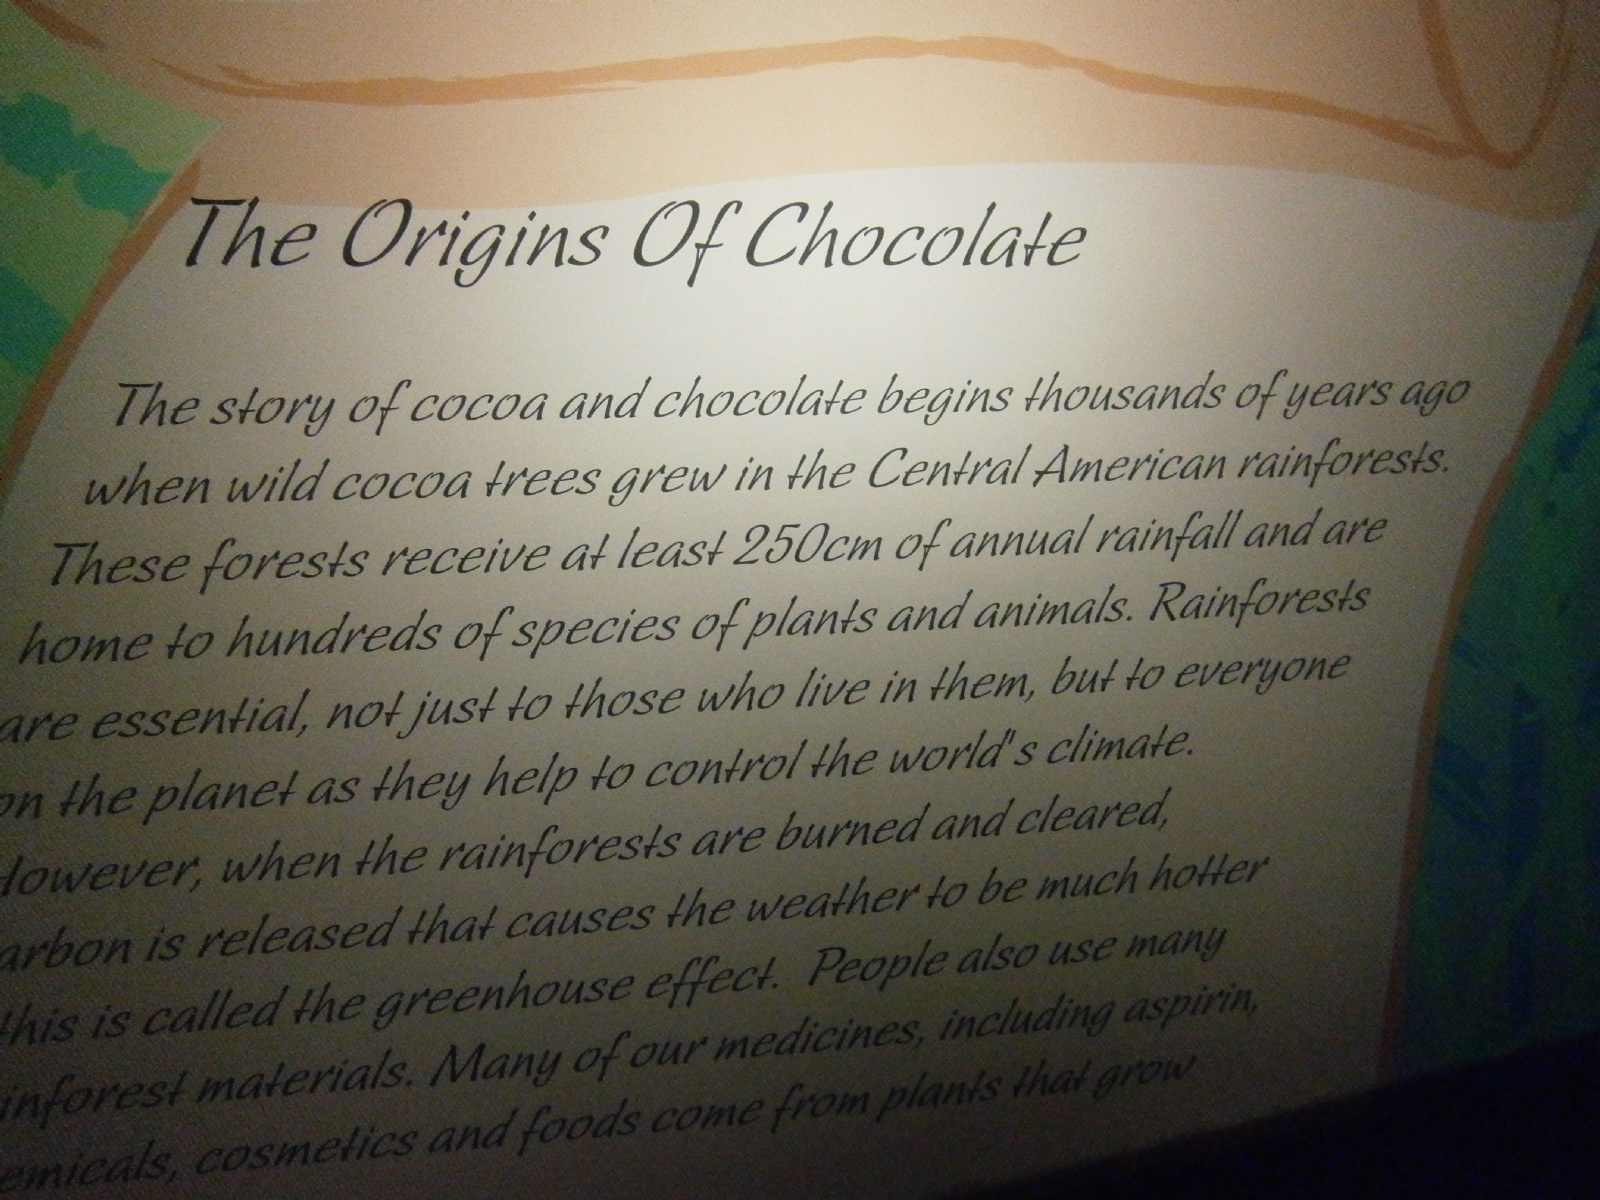 The Origins Of Chocolate
The story of cocoa and chocolate begins thousands of years ago
when wild cocoa trees grew in the Central American rainforests.
These forests receive at least 250cm of annual rainfall and are
home to hundreds of species of plants and animals. Rainforests
are essential, not just to those who live in them, but to everyone
on the planet as they help to control the world's climate.
However, when the rainforests are burned and cleared,
arbon is released that causes the weather to be much hotter
this is called the greenhouse effect. People also use many
inforest materials. Many of our medicines, including aspirin,
emicals, cosmetics and foods come from plants that grow